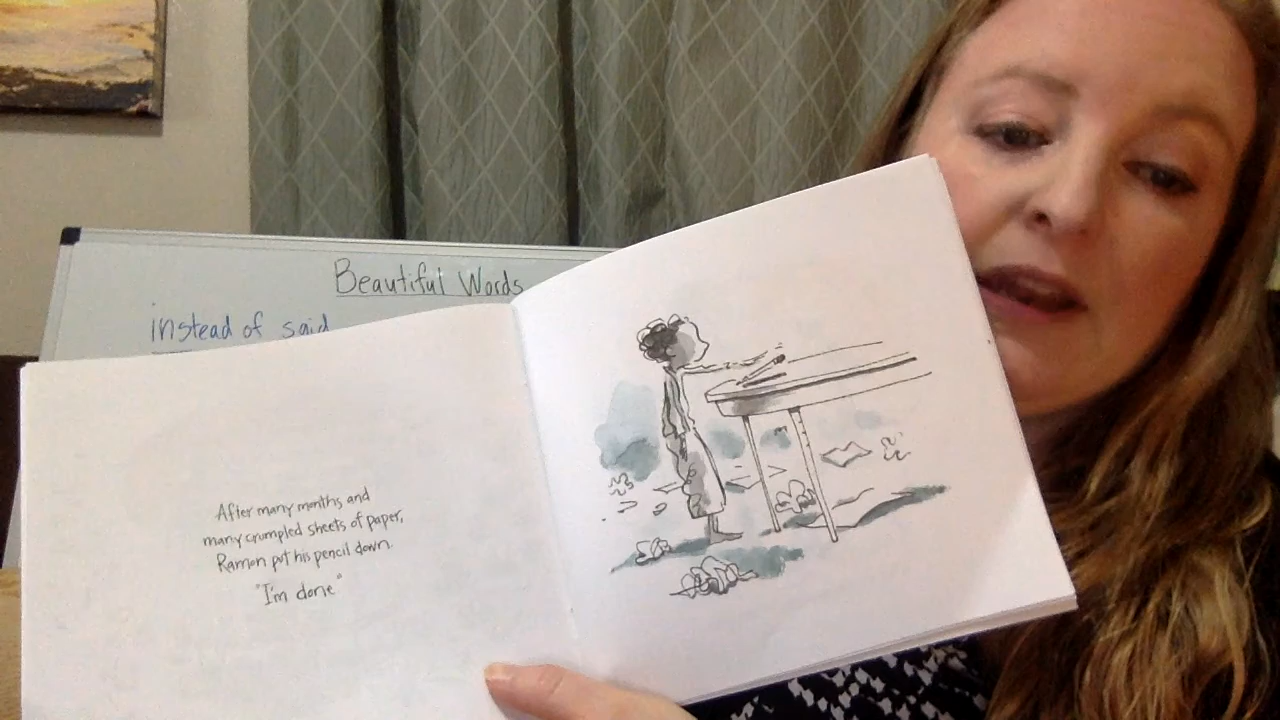 Beautiful Words
instead of said
After many months and
many crumpled sheets of paper,
Ramon put his pencil down.
"I'm done"